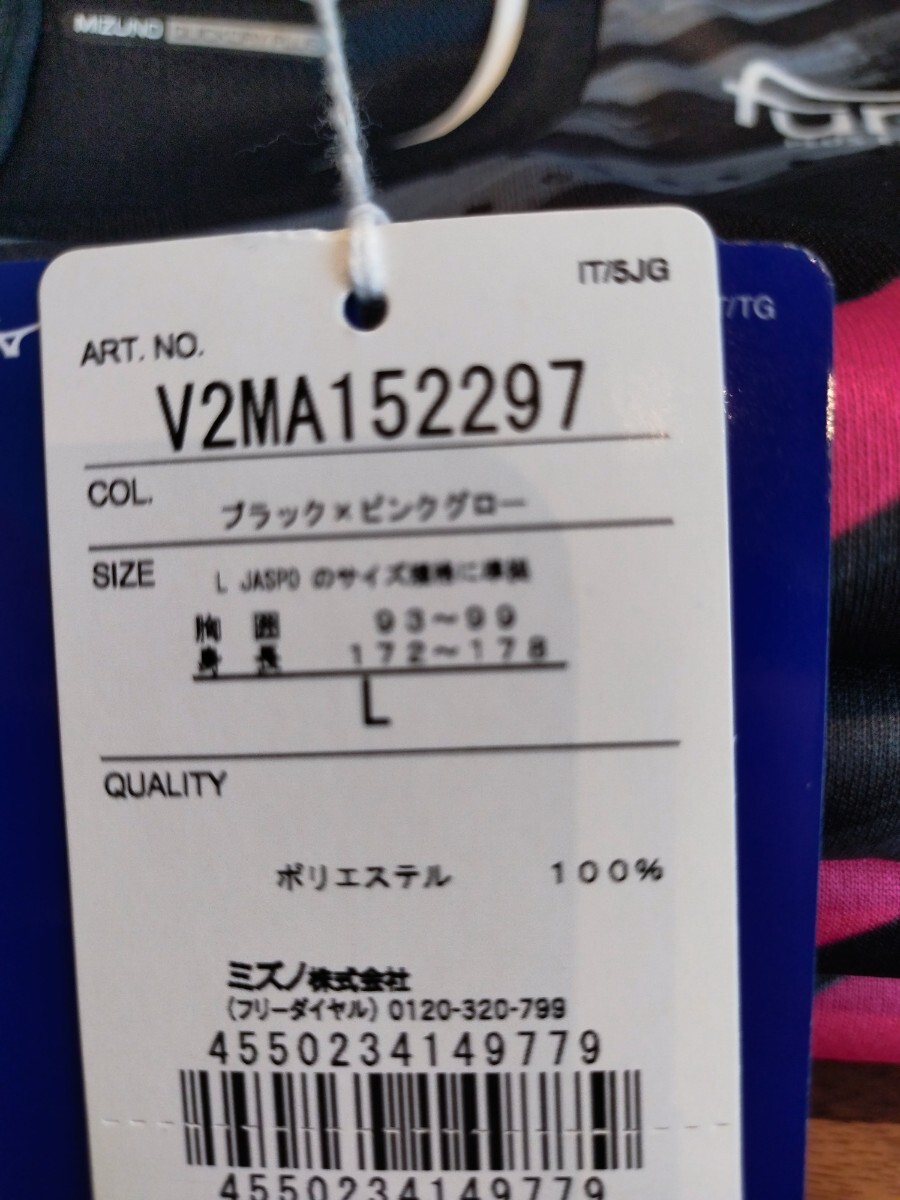 MIZUNO QUICKDRY PLUS
IT/5JG
/TG
ART. NO.
V2MA152297
COL.
ブラック×ピンクグロー
SIZE
L JASPO のサイズ規格に準拠
胸 囲 93~99
身 長 172~178
L
QUALITY
ポリエステル 100%
ミズノ株式会社
(フリーダイヤル) 0120-320-799
4550234149779
4550234149779